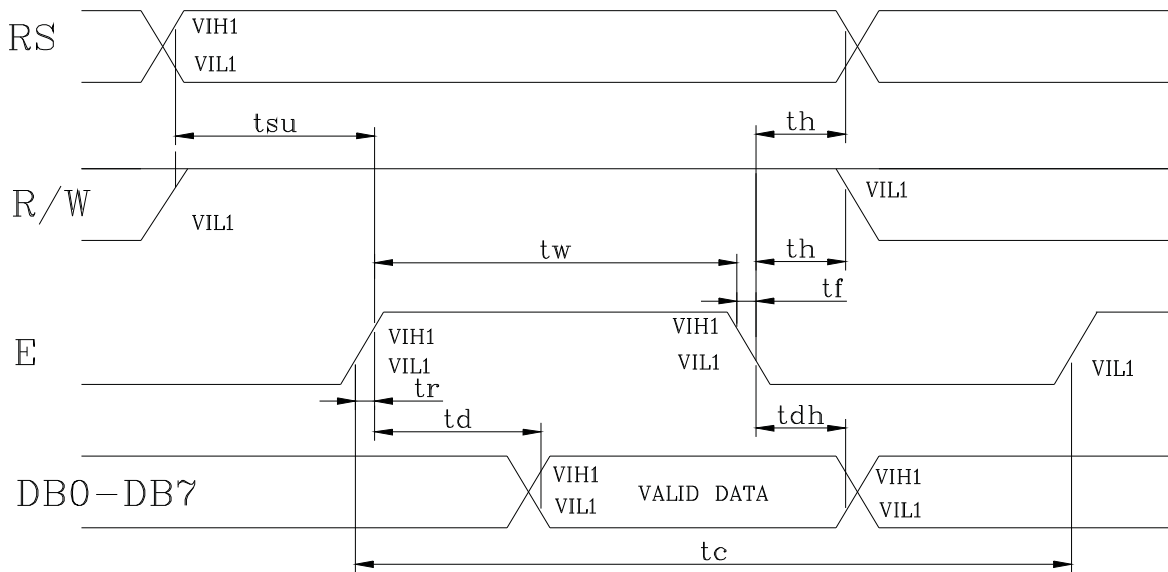 RS
VIH1
VIL1
tsu
th
R/W
VIL1
VIL1
tw
th
tf
E
VIH1
VIL1
VIH1
VIL1
VIL1
tr
td
tdh
DB0-DB7
VIH1
VIL1
VALID DATA
VIH1
VIL1
tc